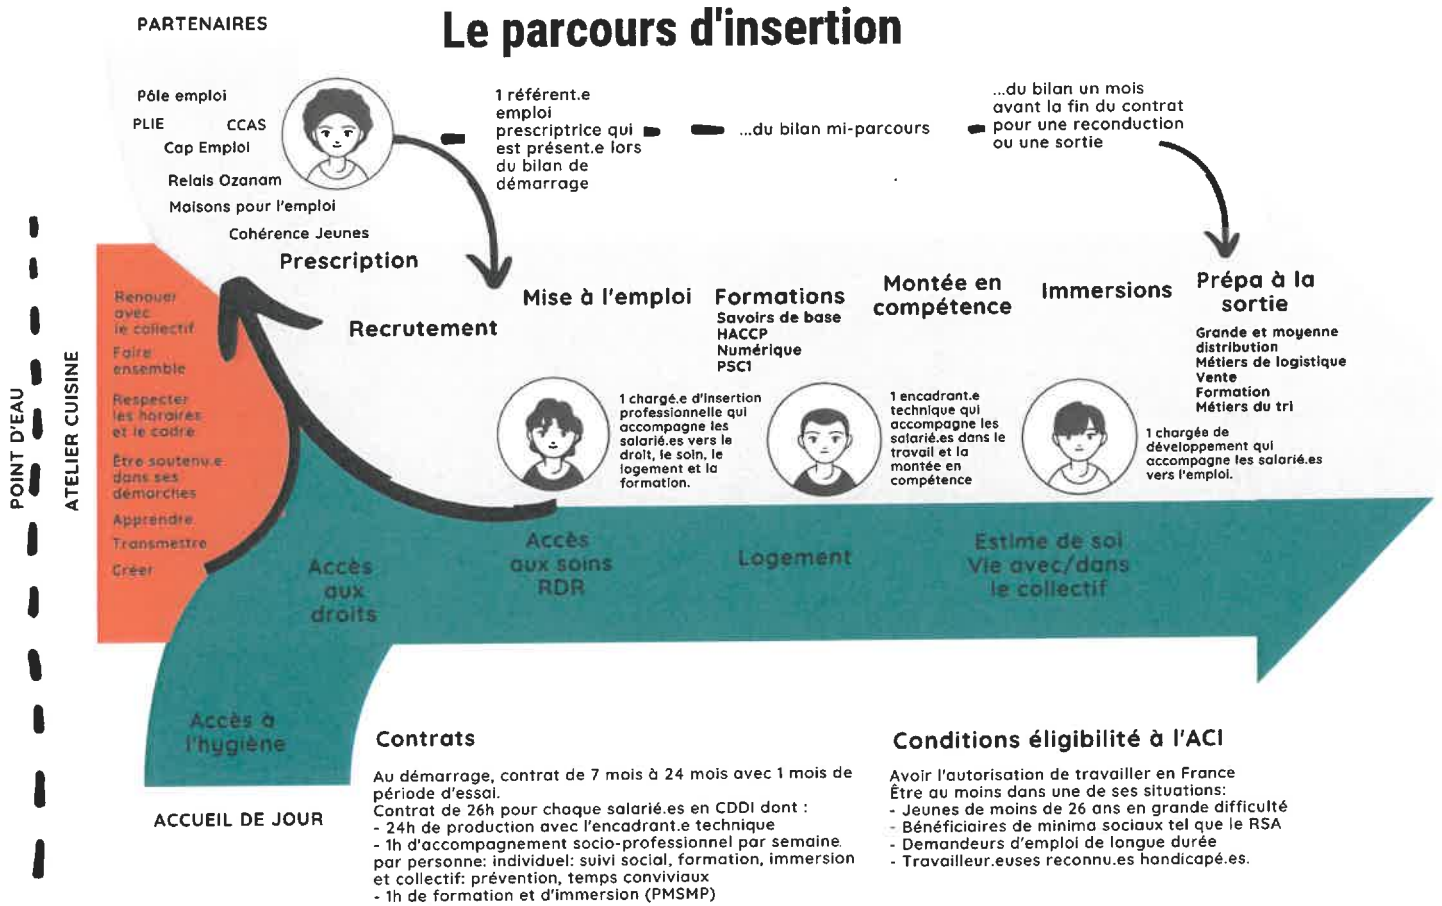 PARTENAIRES
Le parcours d'insertion
Pôle emploi
PLIE
CCAS
Cap Emploi
Relais Ozanam
Maisons pour l'emploi
Cohérence Jeunes
1 référent.e
emploi
prescriptrice qui
est présent.e lors
du bilan de
démarrage
...du bilan mi-parcours
...du bilan un mois
avant la fin du contrat
pour une reconduction
ou une sortie
Prescription
Recrutement
Mise à l'emploi
Formations
Savoirs de base
HACCP
Numérique
PSC1
Montée en
compétence
Immersions
Prépa à la
sortie
Grande et moyenne
distribution
Métiers de logistique
Vente
Formation
Métiers du tri
1 chargé.e d'insertion
professionnelle qui
accompagne les
salarié.es vers le
droit, le soin, le
logement et la
formation.
1 encadrant.e
technique qui
accompagne les
salarié.es dans le
travail et la
montée en
compétence
1 chargée de
développement qui
accompagne les salarié.es
vers l'emploi.
POINT D'EAU
ATELIER CUISINE
Renouer
avec
le collectif
Faire
ensemble
Respecter
les horaires
et le cadre
Être soutenu.e
dans ses
démarches
Apprendre
Transmettre
Créer
Accès
aux
droits
Accès
aux soins
RDR
Logement
Estime de soi
Vie avec/dans
le collectif
Accès à
l'hygiène
ACCUEIL DE JOUR
Contrats
Au démarrage, contrat de 7 mois à 24 mois avec 1 mois de
période d'essai.
Contrat de 26h pour chaque salarié.es en CDDI dont :
- 24h de production avec l'encadrant.e technique
- 1h d'accompagnement socio-professionnel par semaine
par personne: individuel: suivi social, formation, immersion
et collectif: prévention, temps conviviaux
- 1h de formation et d'immersion (PMSMP)
Conditions éligibilité à l'ACI
Avoir l'autorisation de travailler en France
Être au moins dans une de ses situations:
- Jeunes de moins de 26 ans en grande difficulté
- Bénéficiaires de minima sociaux tel que le RSA
- Demandeurs d'emploi de longue durée
- Travailleur.euses reconnu.es handicapé.es.